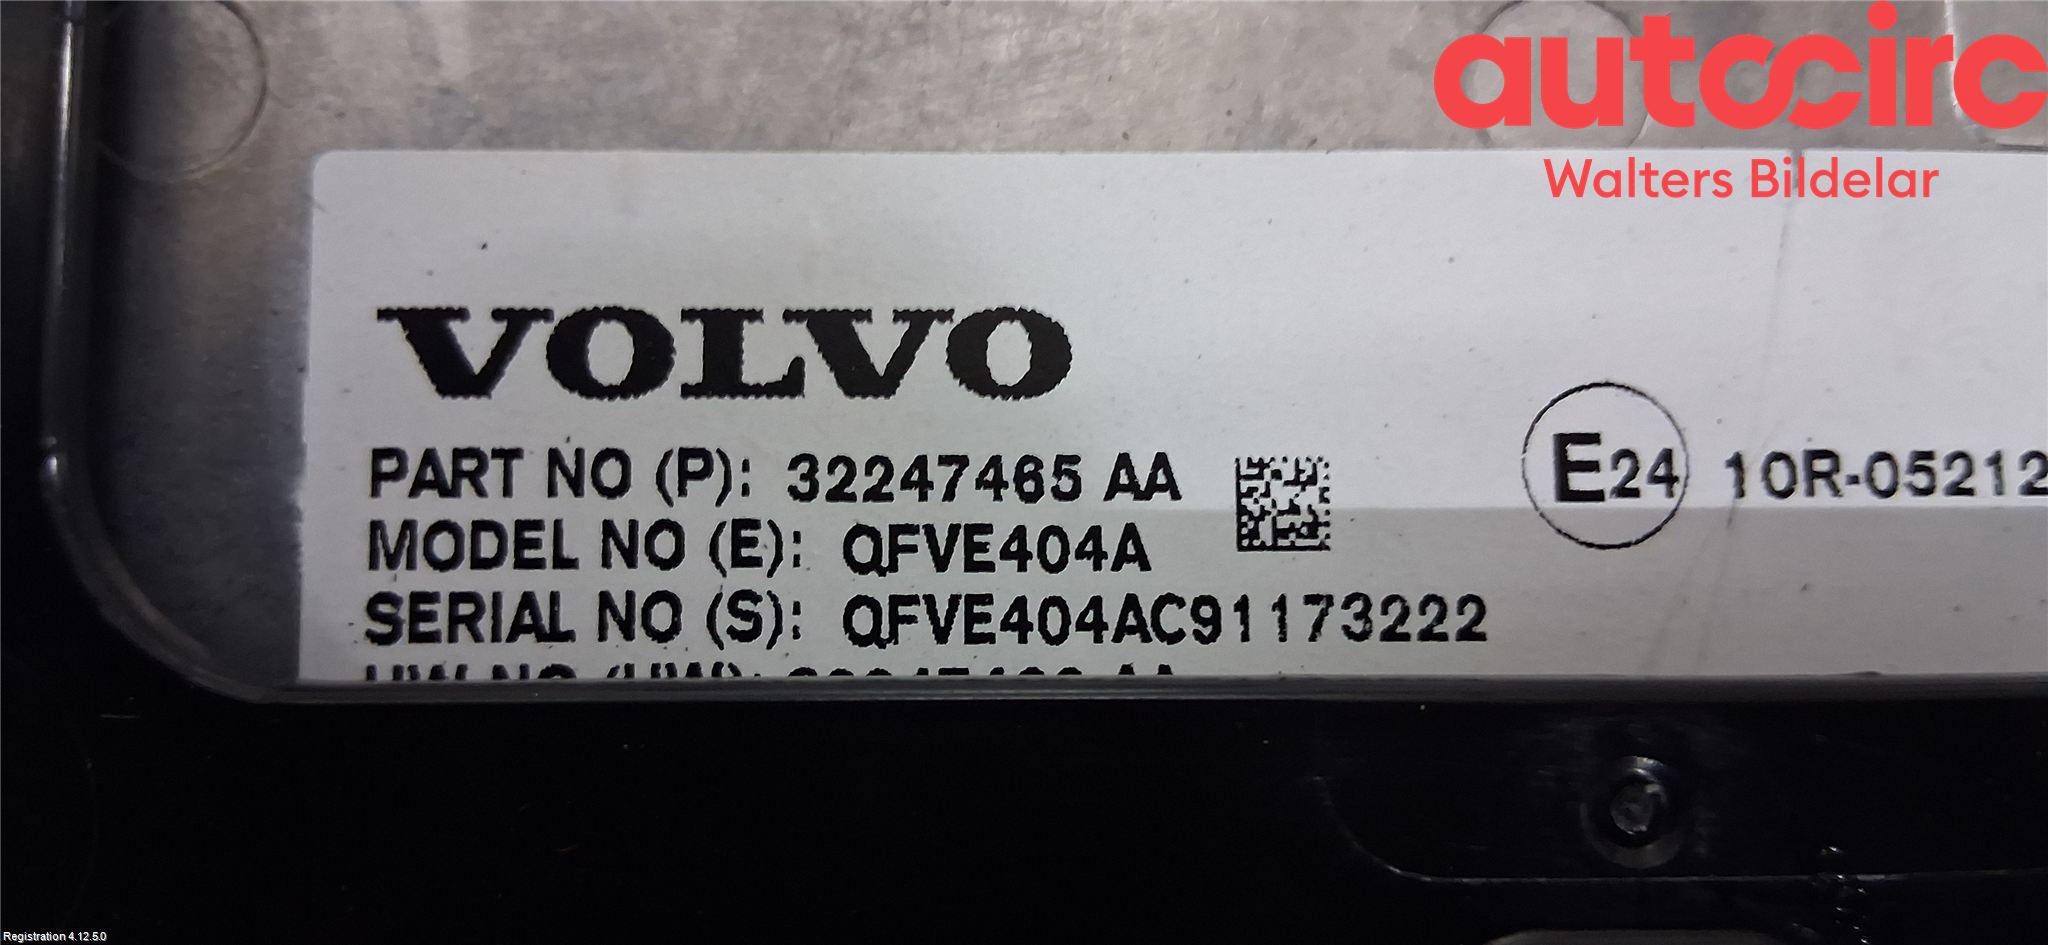 autocirc
Walters Bildelar
VOLVO
PART NO (P): 32247465 AA
MODEL NO (E): QFVE404A
SERIAL NO (S): QFVE404AC91173222
E24 10R-05212
Registration 4.12.5.0